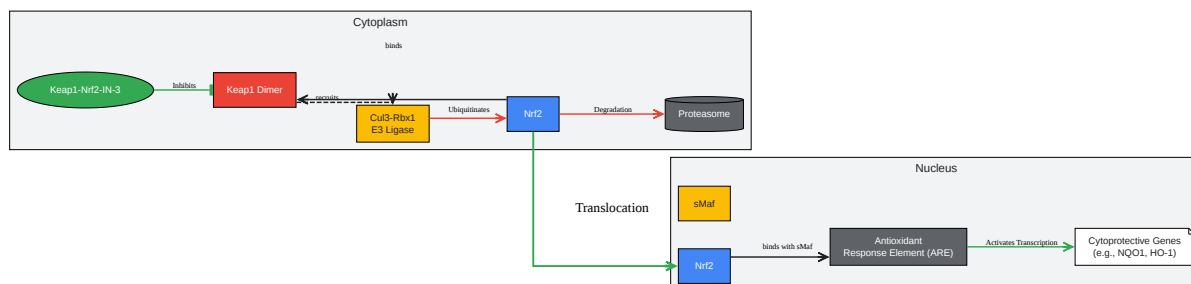 Cytoplasm
binds
Keap1-Nrf2-IN-3
Inhibits
Keap1 Dimer
recruits
Cul3-Rbx1
E3 Ligase
Ubiquitinates
Nrf2
Degradation
Proteasome
Translocation
Nucleus
sMaf
Nrf2
binds with sMaf
Antioxidant
Response Element (ARE)
Activates Transcription
Cytoprotective Genes
(e.g., NQO1, HO-1)